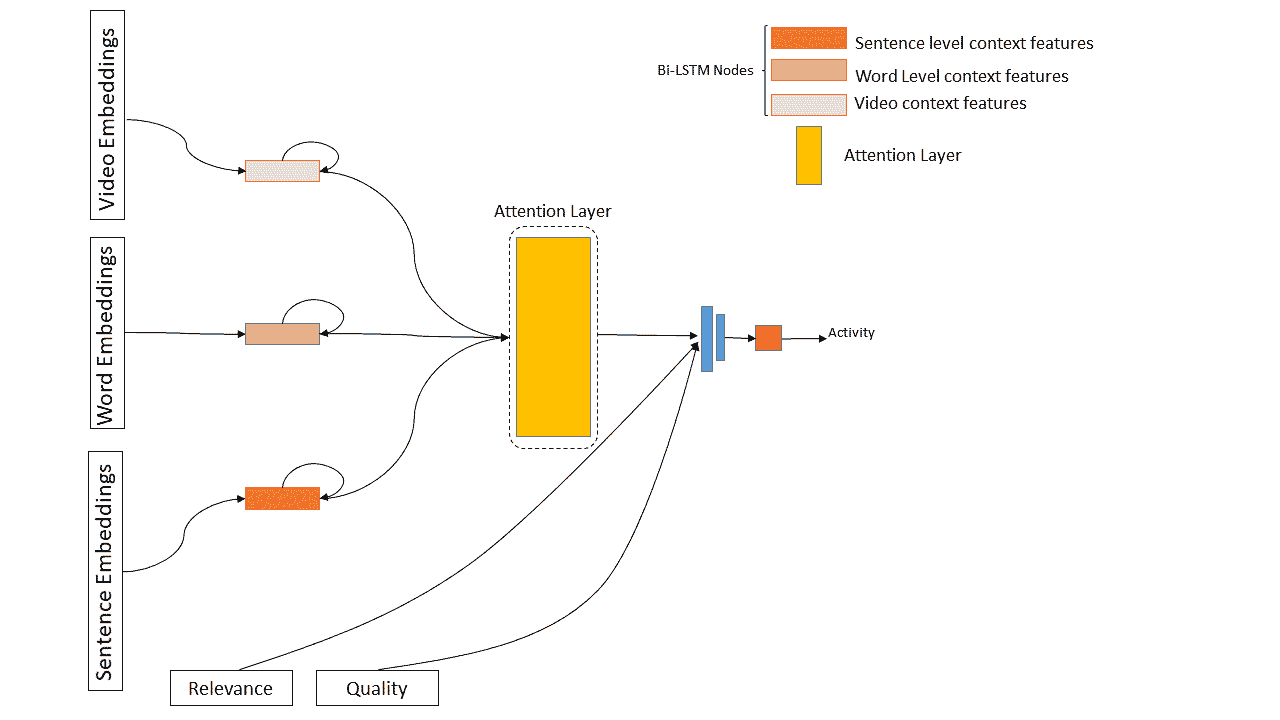 Video Embeddings
Word Embeddings
Sentence Embeddings
Attention Layer
Relevance
Quality
Activity
Bi-LSTM Nodes
Sentence level context features
Word Level context features
Video context features
Attention Layer